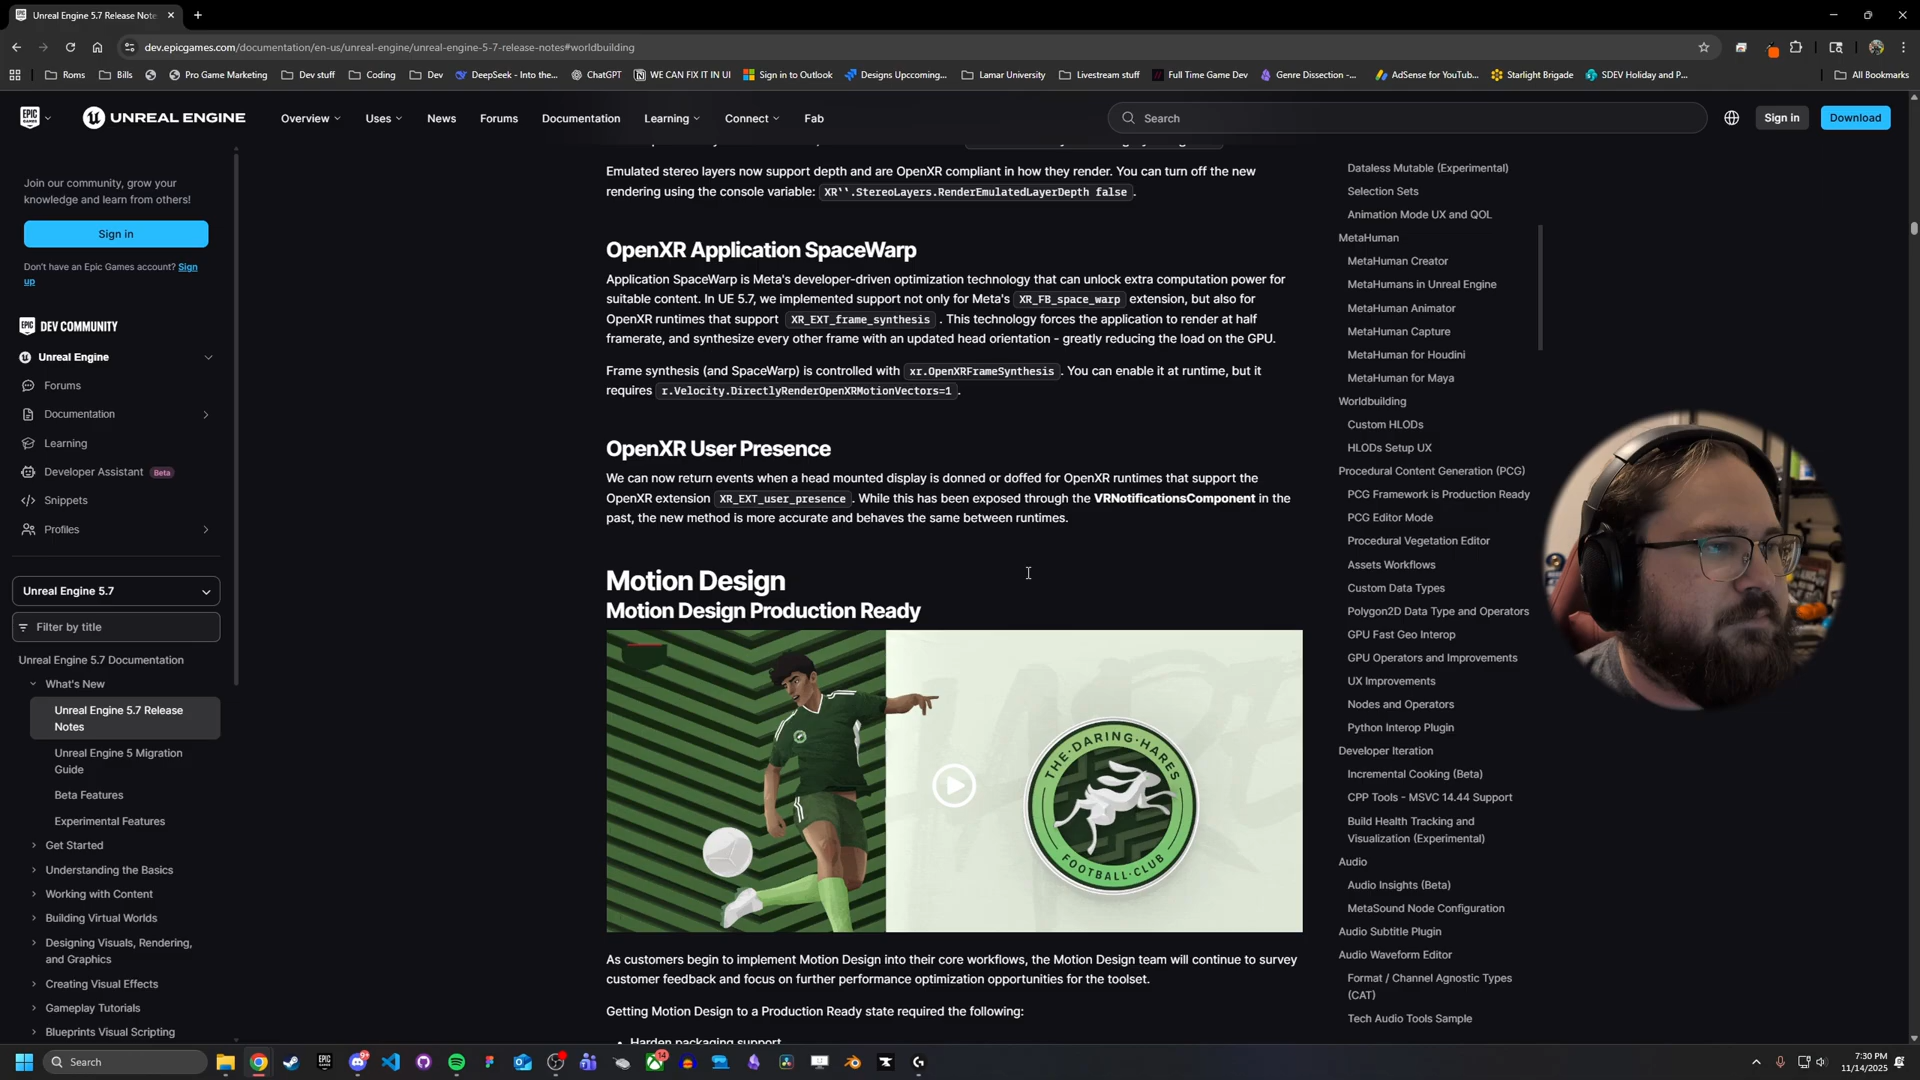 Unreal Engine 5.7 Release Note
dev.epicgames.com/documentation/en-us/unreal-engine/unreal-engine-5-7-release-notes#worldbuilding
Roms
Bills
Pro Game Marketing
Dev stuff
Coding
Dev
DeepSeek - Into the...
ChatGPT
WE CAN FIX IT IN UI
Sign in to Outlook
Designs Upccoming...
Lamar University
Livestream stuff
Full Time Game Dev
Genre Dissection -...
AdSense for YouTub...
Starlight Brigade
SDEV Holiday and P...
All Bookmarks
EPIC GAMES
UNREAL ENGINE
Overview
Uses
News
Forums
Documentation
Learning
Connect
Fab
Search
Sign in
Download
Join our community, grow your
knowledge and learn from others!
Sign in
Don't have an Epic Games account? Sign
up
EPIC GAMES DEV COMMUNITY
Unreal Engine
Forums
Documentation
Learning
Developer Assistant Beta
Snippets
Profiles
Unreal Engine 5.7
Filter by title
Unreal Engine 5.7 Documentation
What's New
Unreal Engine 5.7 Release
Notes
Unreal Engine 5 Migration
Guide
Beta Features
Experimental Features
Get Started
Understanding the Basics
Working with Content
Building Virtual Worlds
Designing Visuals, Rendering,
and Graphics
Creating Visual Effects
Gameplay Tutorials
Blueprints Visual Scripting
Emulated stereo layers now support depth and are OpenXR compliant in how they render. You can turn off the new
rendering using the console variable: XR``.StereoLayers.RenderEmulatedLayerDepth false.
OpenXR Application SpaceWarp
Application SpaceWarp is Meta's developer-driven optimization technology that can unlock extra computation power for
suitable content. In UE 5.7, we implemented support not only for Meta's XR_FB_space_warp extension, but also for
OpenXR runtimes that support XR_EXT_frame_synthesis. This technology forces the application to render at half
framerate, and synthesize every other frame with an updated head orientation - greatly reducing the load on the GPU.
Frame synthesis (and SpaceWarp) is controlled with xr.OpenXRFrameSynthesis. You can enable it at runtime, but it
requires r.Velocity.DirectlyRenderOpenXRMotionVectors=1.
OpenXR User Presence
We can now return events when a head mounted display is donned or doffed for OpenXR runtimes that support the
OpenXR extension XR_EXT_user_presence. While this has been exposed through the VRNotificationsComponent in the
past, the new method is more accurate and behaves the same between runtimes.
Motion Design
Motion Design Production Ready
THE·DARING·HARES
FOOTBALL·CLUB
As customers begin to implement Motion Design into their core workflows, the Motion Design team will continue to survey
customer feedback and focus on further performance optimization opportunities for the toolset.
Getting Motion Design to a Production Ready state required the following:
• Harden packaging support
Dataless Mutable (Experimental)
Selection Sets
Animation Mode UX and QOL
MetaHuman
MetaHuman Creator
MetaHumans in Unreal Engine
MetaHuman Animator
MetaHuman Capture
MetaHuman for Houdini
MetaHuman for Maya
Worldbuilding
Custom HLODs
HLODs Setup UX
Procedural Content Generation (PCG)
PCG Framework is Production Ready
PCG Editor Mode
Procedural Vegetation Editor
Assets Workflows
Custom Data Types
Polygon2D Data Type and Operators
GPU Fast Geo Interop
GPU Operators and Improvements
UX Improvements
Nodes and Operators
Python Interop Plugin
Developer Iteration
Incremental Cooking (Beta)
CPP Tools - MSVC 14.44 Support
Build Health Tracking and
Visualization (Experimental)
Audio
Audio Insights (Beta)
MetaSound Node Configuration
Audio Subtitle Plugin
Audio Waveform Editor
Format / Channel Agnostic Types
(CAT)
Tech Audio Tools Sample
Search
14
7:30 PM
11/14/2025